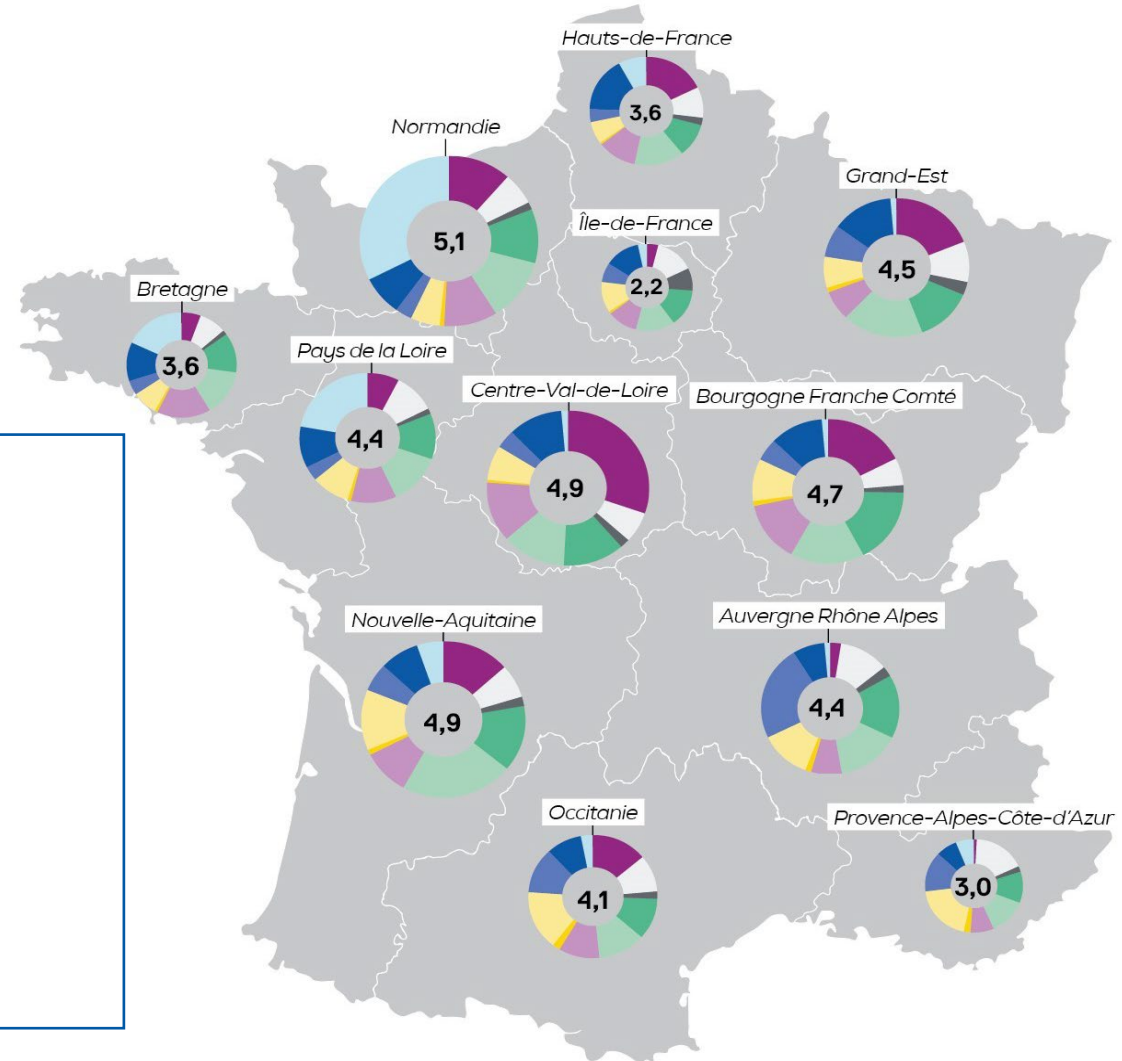 Hauts-de-France
3,6
Normandie
5,1
Île-de-France
2,2
Grand-Est
4,5
Bretagne
3,6
Pays de la Loire
4,4
Centre-Val-de-Loire
4,9
Bourgogne Franche Comté
4,7
Nouvelle-Aquitaine
4,9
Auvergne Rhône Alpes
4,4
Occitanie
4,1
Provence-Alpes-Côte-d'Azur
3,0